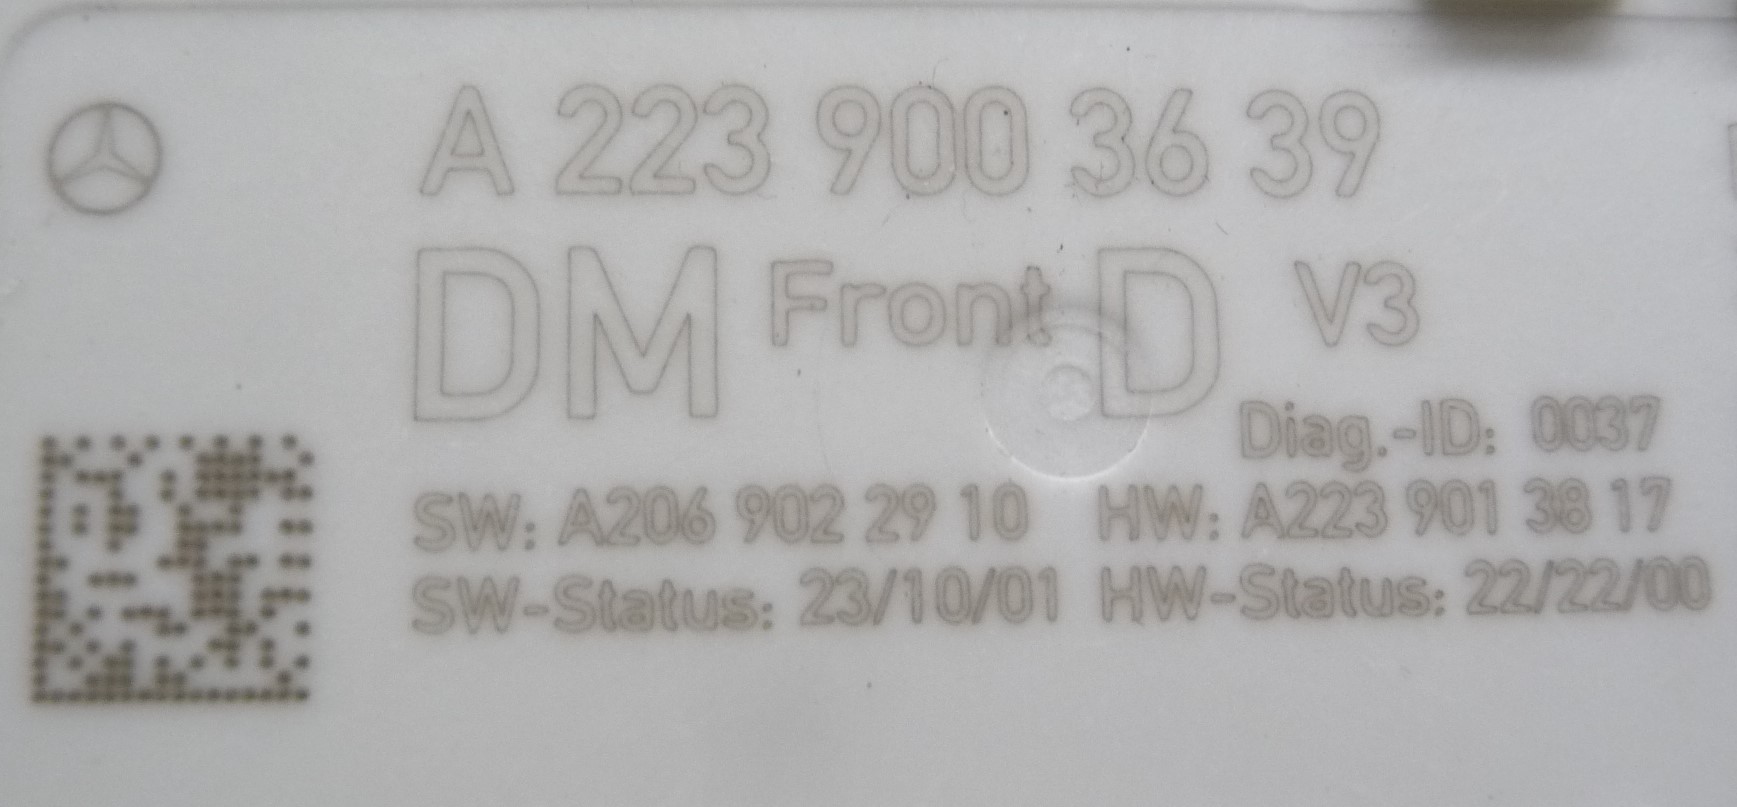 A 223 900 36 39
DM Front D V3
Diag.-ID: 0037
SW: A206 902 29 10 HW: A223 901 38 17
SW-Status: 23/10/01 HW-Status: 22/22/00